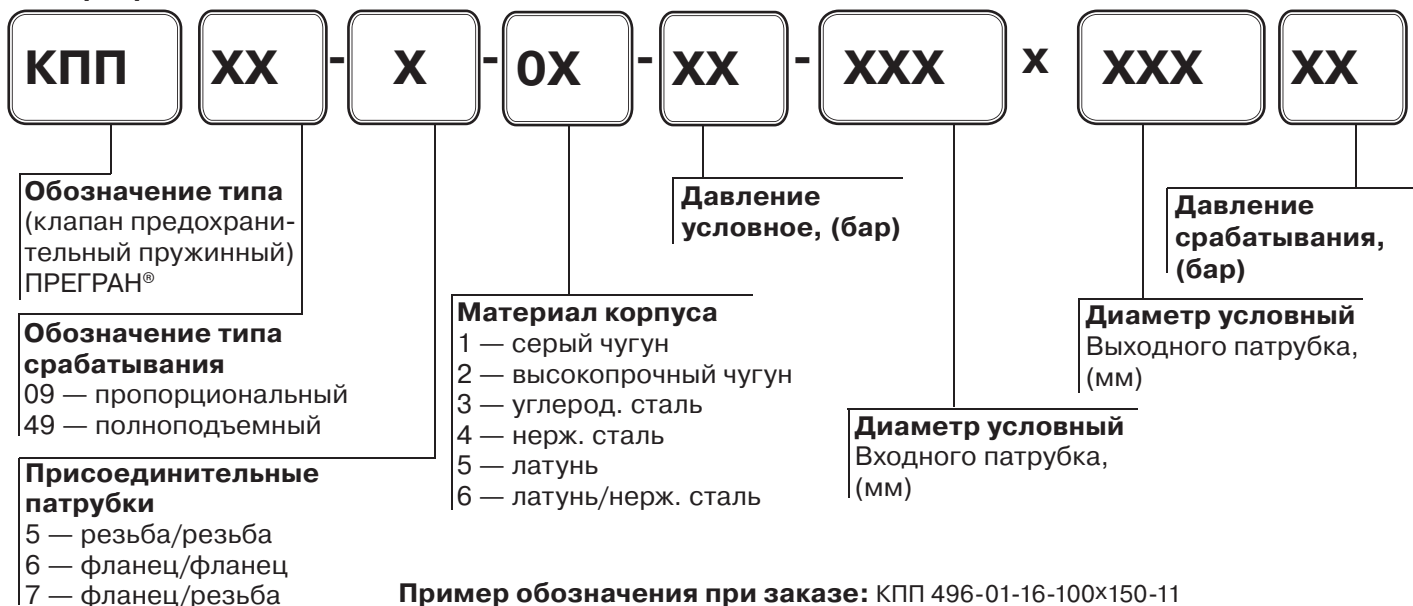 КПП XX - X - 0X - XX - XXX x XXX XX
Обозначение типа
(клапан предохрани-
тельный пружинный)
ПРЕГРАН®
Обозначение типа
срабатывания
09 — пропорциональный
49 — полноподъемный
Присоединительные
патрубки
5 — резьба/резьба
6 — фланец/фланец
7 — фланец/резьба
Материал корпуса
1 — серый чугун
2 — высокопрочный чугун
3 — углерод. сталь
4 — нерж. сталь
5 — латунь
6 — латунь/нерж. сталь
Давление
условное, (бар)
Диаметр условный
Входного патрубка,
(мм)
Диаметр условный
Выходного патрубка,
(мм)
Давление
срабатывания,
(бар)
Пример обозначения при заказе: КПП 496-01-16-100x150-11